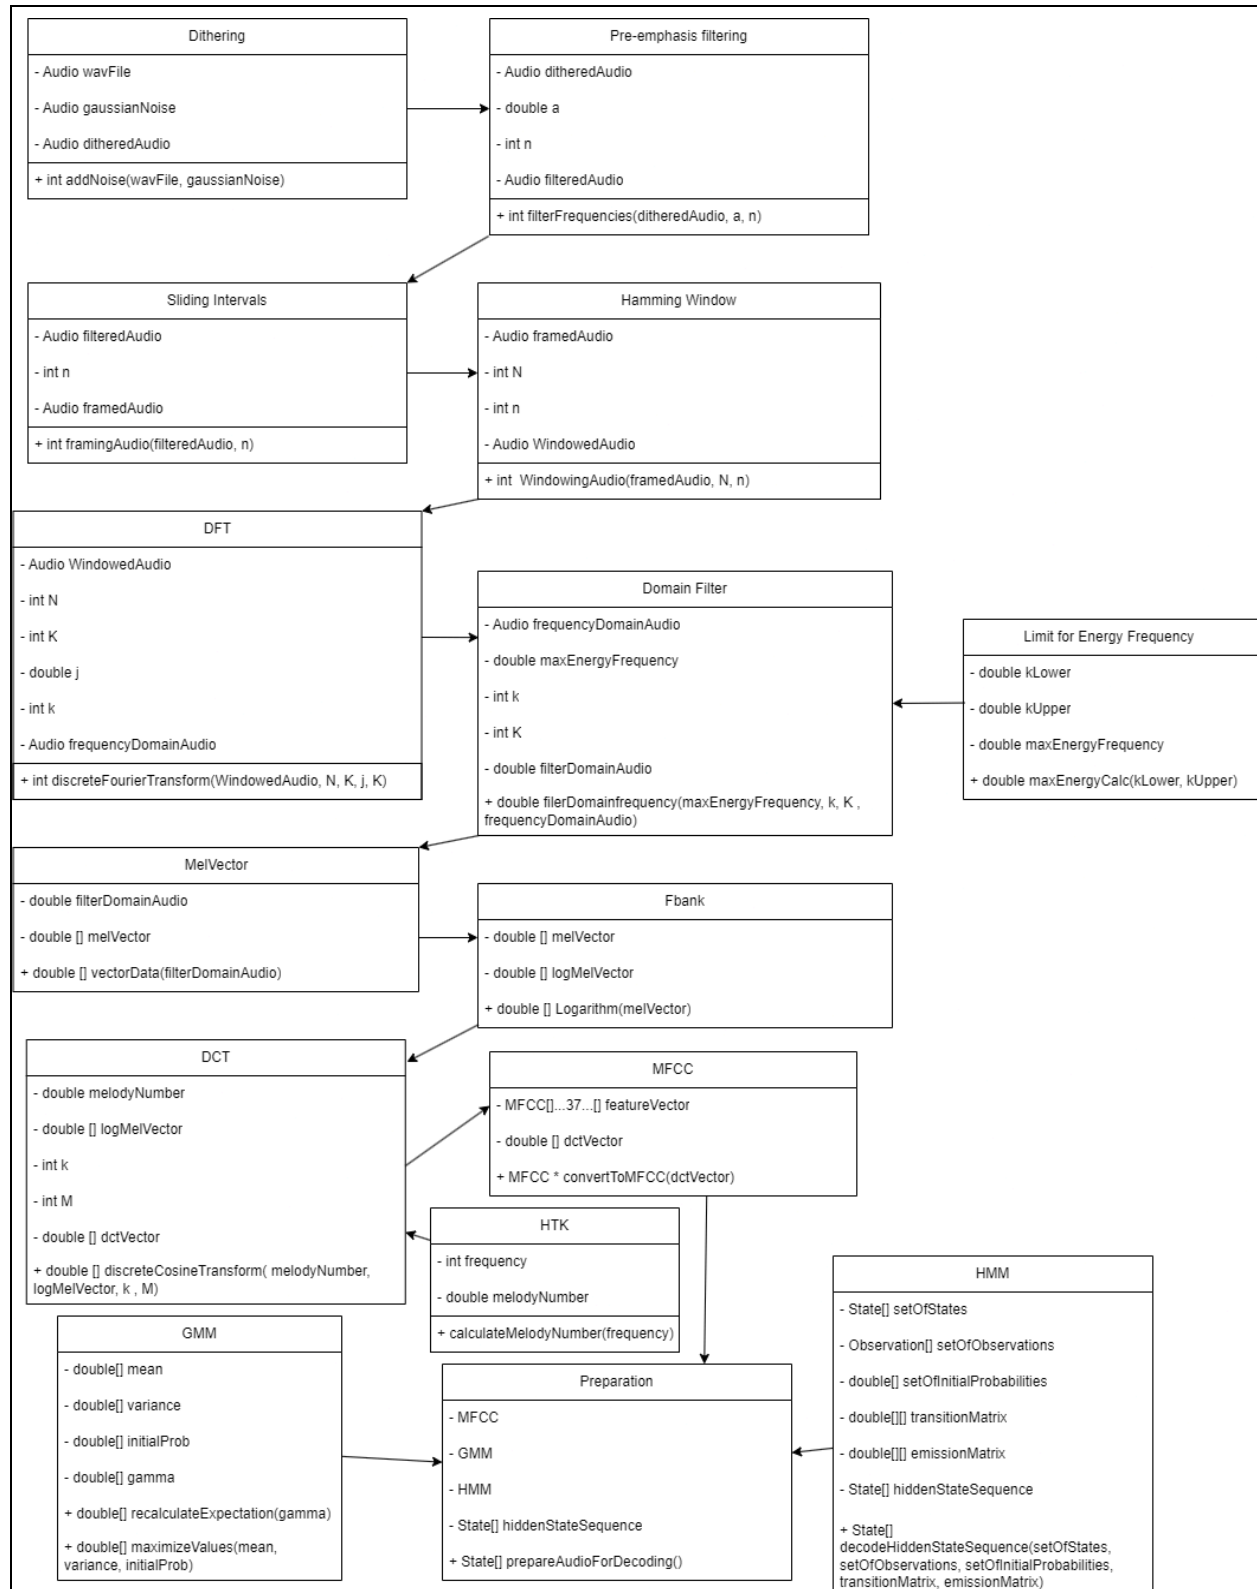 Dithering
- Audio wavFile
- Audio gaussianNoise
- Audio ditheredAudio
+ int addNoise(wavFile, gaussianNoise)
Pre-emphasis filtering
- Audio ditheredAudio
- double a
- int n
- Audio filteredAudio
+ int filterFrequencies(ditheredAudio, a, n)
Sliding Intervals
- Audio filteredAudio
- int n
- Audio framedAudio
+ int framingAudio(filteredAudio, n)
Hamming Window
- Audio framedAudio
- int N
- int n
- Audio WindowedAudio
+ int  WindowingAudio(framedAudio, N, n)
DFT
- Audio WindowedAudio
- int N
- int K
- double j
- int k
- Audio frequencyDomainAudio
+ int discreteFourierTransform(WindowedAudio, N, K, j, K)
Domain Filter
- Audio frequencyDomainAudio
- double maxEnergyFrequency
- int k
- int K
- double filterDomainAudio
+ double filerDomainfrequency(maxEnergyFrequency, k, K ,
frequencyDomainAudio)
Limit for Energy Frequency
- double kLower
- double kUpper
- double maxEnergyFrequency
+ double maxEnergyCalc(kLower, kUpper)
MelVector
- double filterDomainAudio
- double [] melVector
+ double [] vectorData(filterDomainAudio)
Fbank
- double [] melVector
- double [] logMelVector
+ double [] Logarithm(melVector)
DCT
- double melodyNumber
- double [] logMelVector
- int k
- int M
- double [] dctVector
+ double [] discreteCosineTransform( melodyNumber,
logMelVector, k , M)
MFCC
- MFCC[]...37...[] featureVector
- double [] dctVector
+ MFCC * convertToMFCC(dctVector)
HTK
- int frequency
- double melodyNumber
+ calculateMelodyNumber(frequency)
HMM
- State[] setOfStates
- Observation[] setOfObservations
- double[] setOfInitialProbabilities
- double[][] transitionMatrix
- double[][] emissionMatrix
- State[] hiddenStateSequence
+ State[]
decodeHiddenStateSequence(setOfStates,
setOfObservations, setOfInitialProbabilities,
transitionMatrix, emissionMatrix)
GMM
- double[] mean
- double[] variance
- double[] initialProb
- double[] gamma
+ double[] recalculateExpectation(gamma)
+ double[] maximizeValues(mean,
variance, initialProb)
Preparation
- MFCC
- GMM
- HMM
- State[] hiddenStateSequence
+ State[] prepareAudioForDecoding()